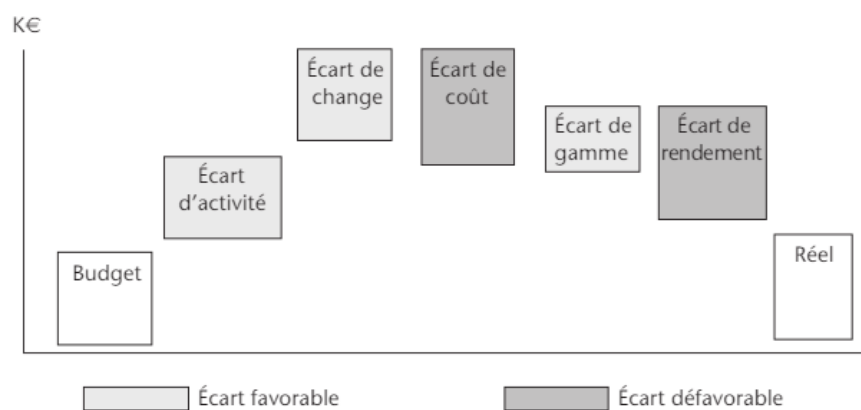 K€
Écart de
change
Écart de
coût
Écart de
gamme
Écart de
rendement
Écart
d’activité
Budget
Réel
Écart favorable
Écart défavorable